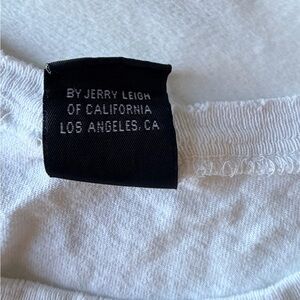 BY JERRY LEIGH
OF CALIFORNIA
LOS ANGELES, CA